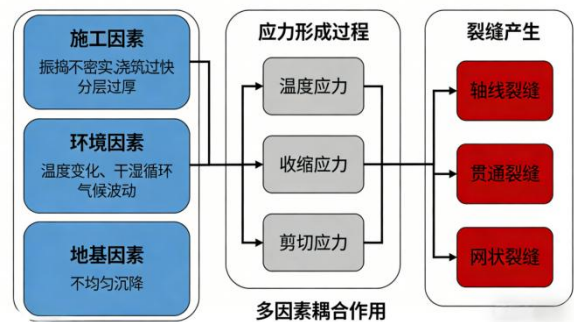 施工因素
振捣不密实,浇筑过快
分层过厚
环境因素
温度变化、干湿循环
气候波动
地基因素
不均匀沉降
应力形成过程
温度应力
收缩应力
剪切应力
裂缝产生
轴线裂缝
贯通裂缝
网状裂缝
多因素耦合作用